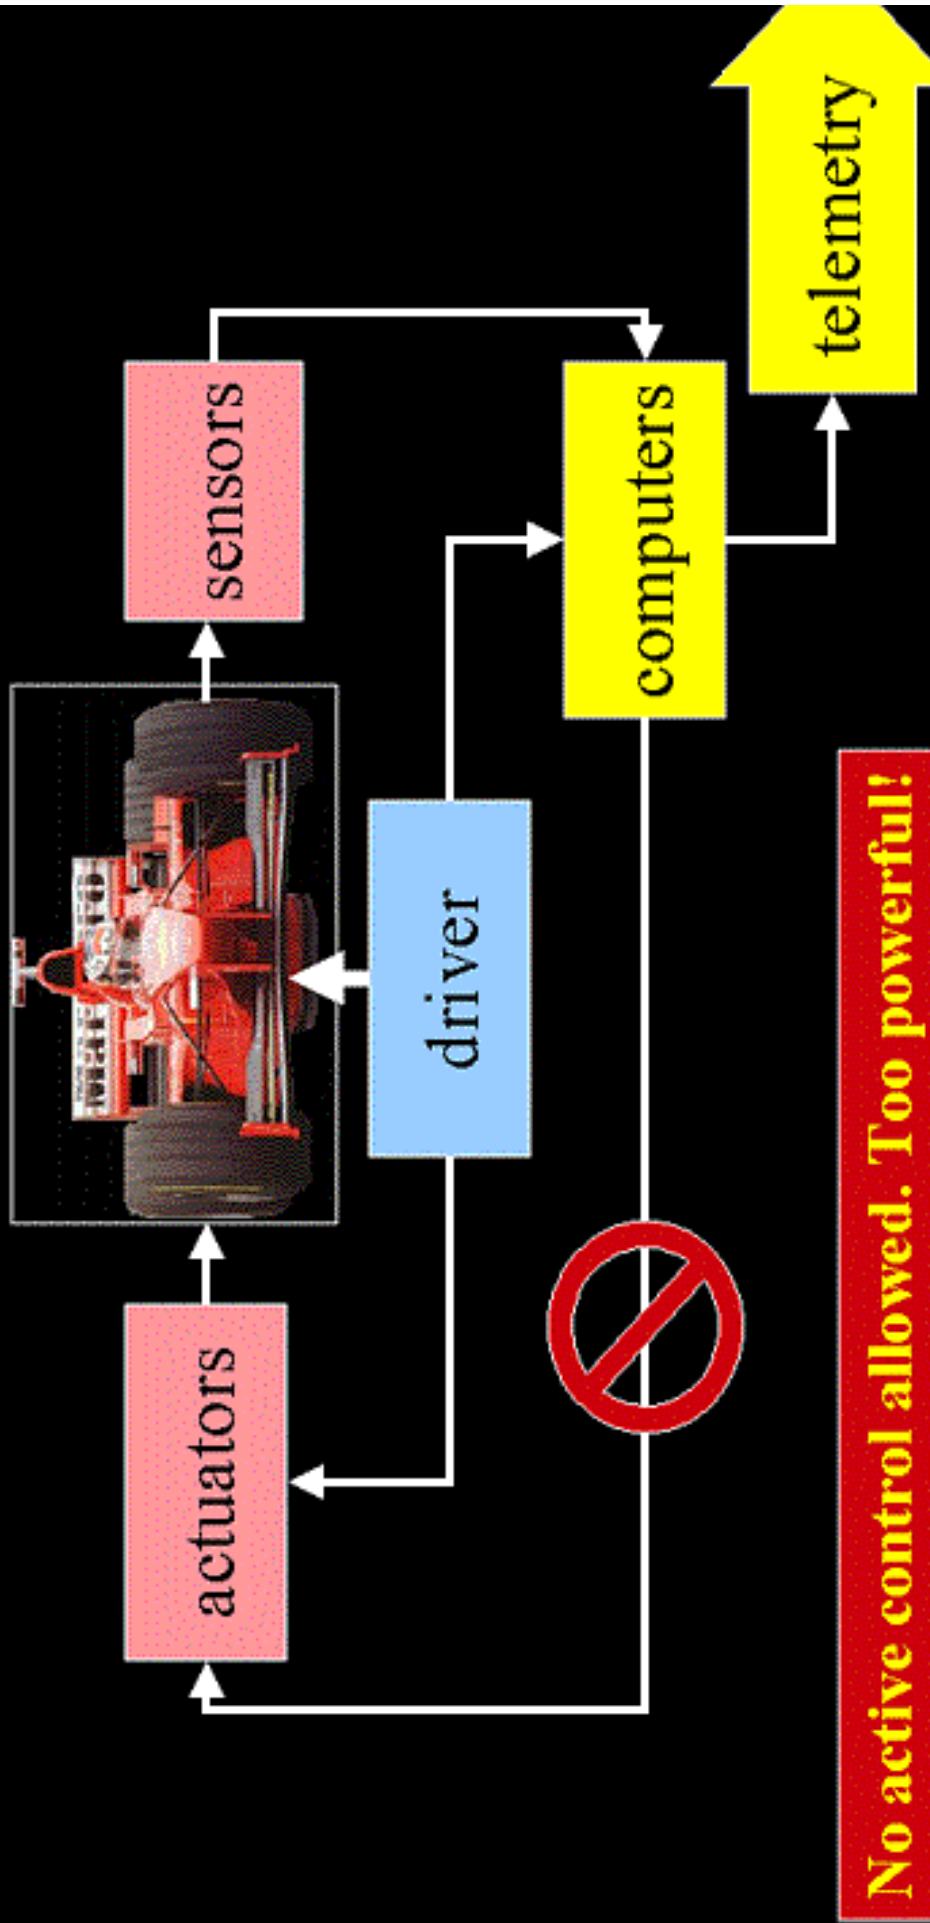 actuators
sensors
driver
computers
telemetry
No active control allowed. Too powerful!